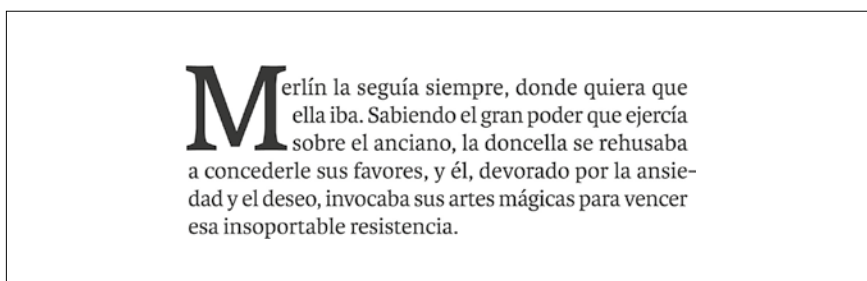 Merlín la seguía siempre, donde quiera que
ella iba. Sabiendo el gran poder que ejercía
sobre el anciano, la doncella se rehusaba
a concederle sus favores, y él, devorado por la ansie-
dad y el deseo, invocaba sus artes mágicas para vencer
esa insoportable resistencia.